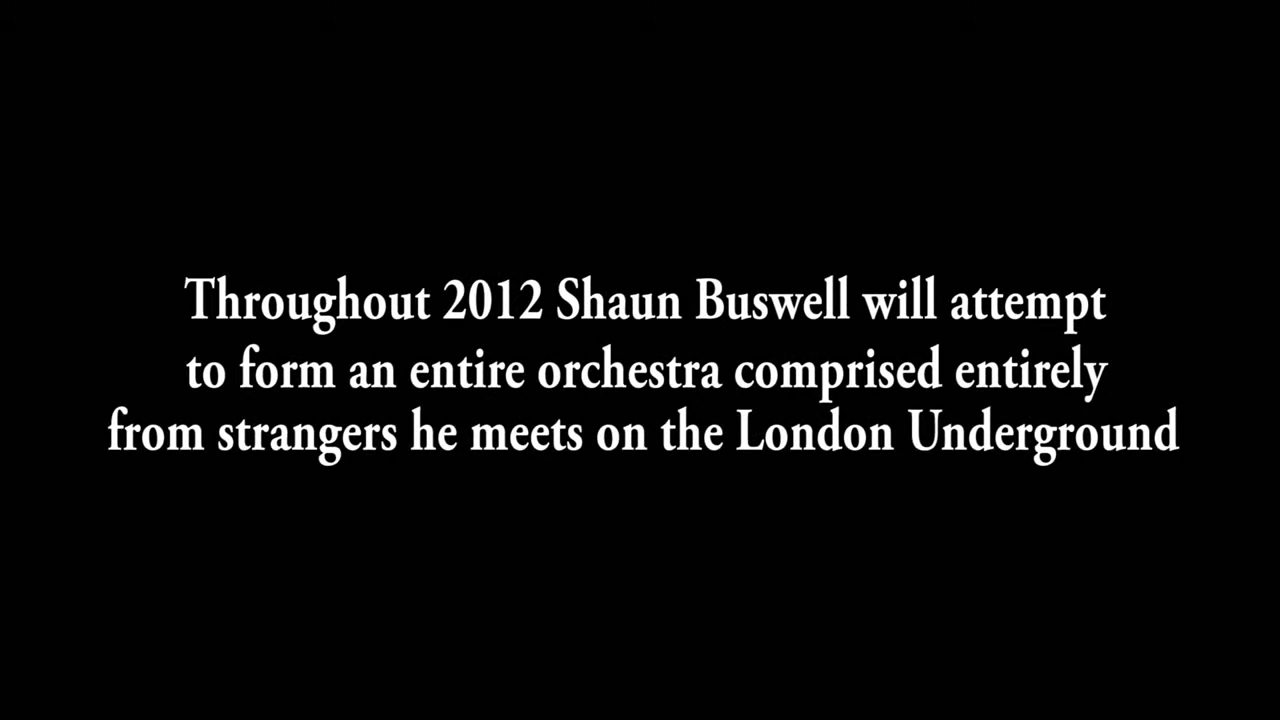 Throughout 2012 Shaun Buswell will attempt
to form an entire orchestra comprised entirely
from strangers he meets on the London Underground